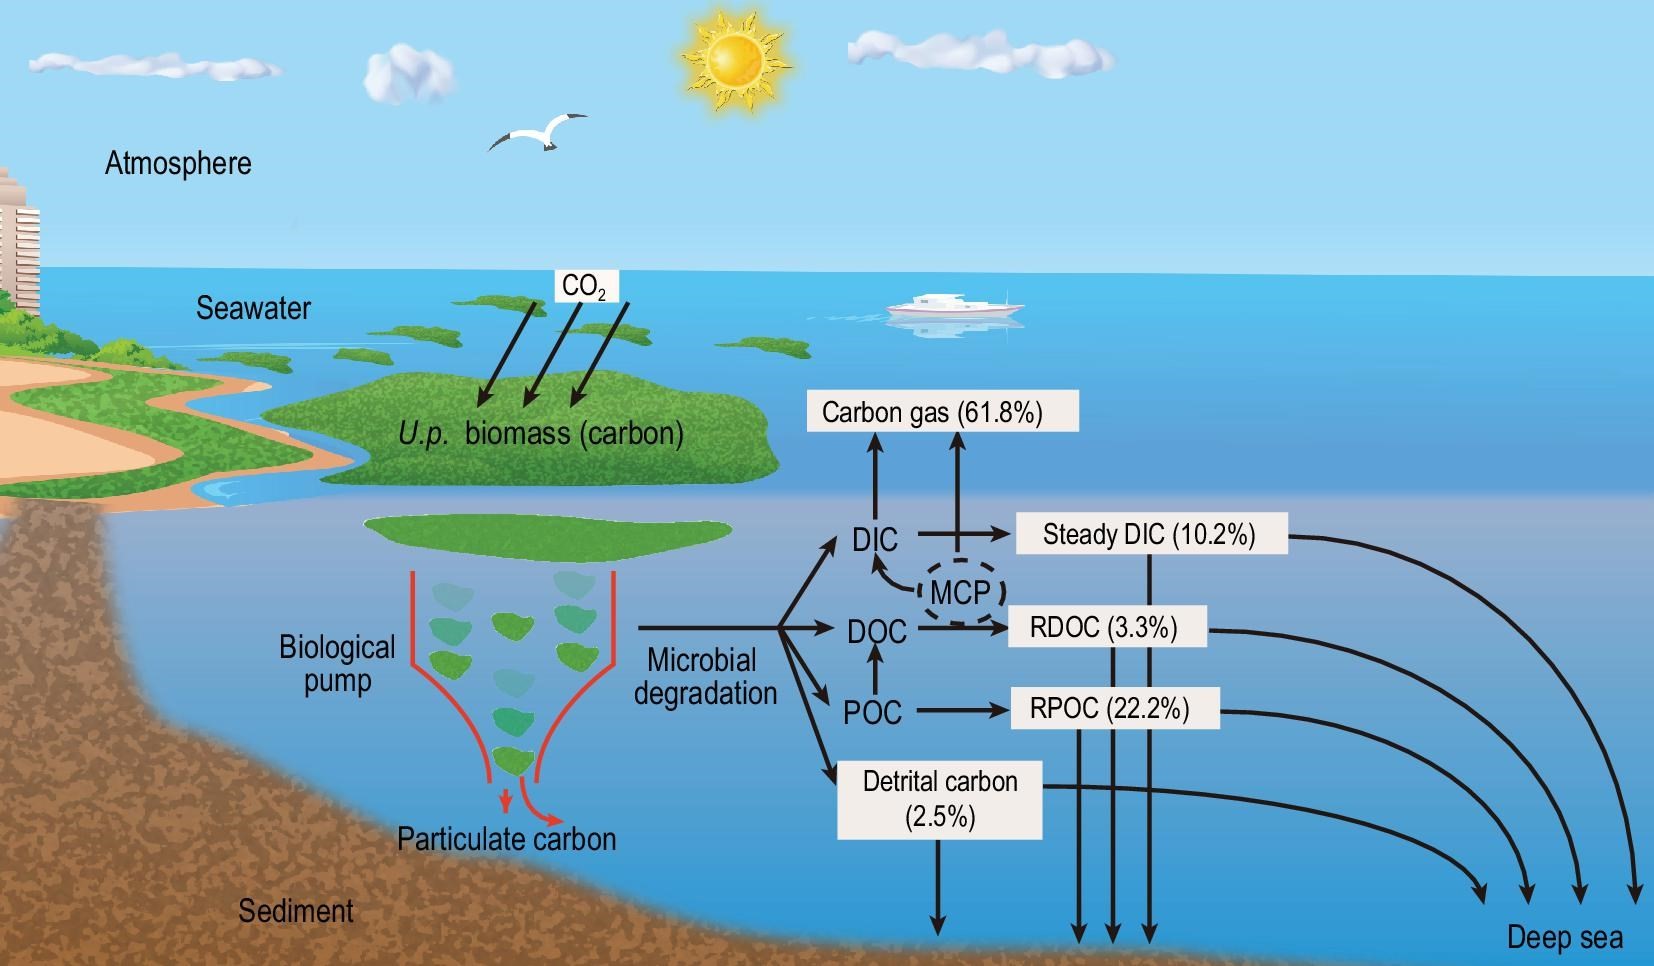 Atmosphere
CO2
Seawater
U.p. biomass (carbon)
Carbon gas (61.8%)
DIC
Steady DIC (10.2%)
MCP
Biological
pump
Microbial
degradation
DOC
RDOC (3.3%)
POC
RPOC (22.2%)
Detrital carbon
(2.5%)
Particulate carbon
Sediment
Deep sea